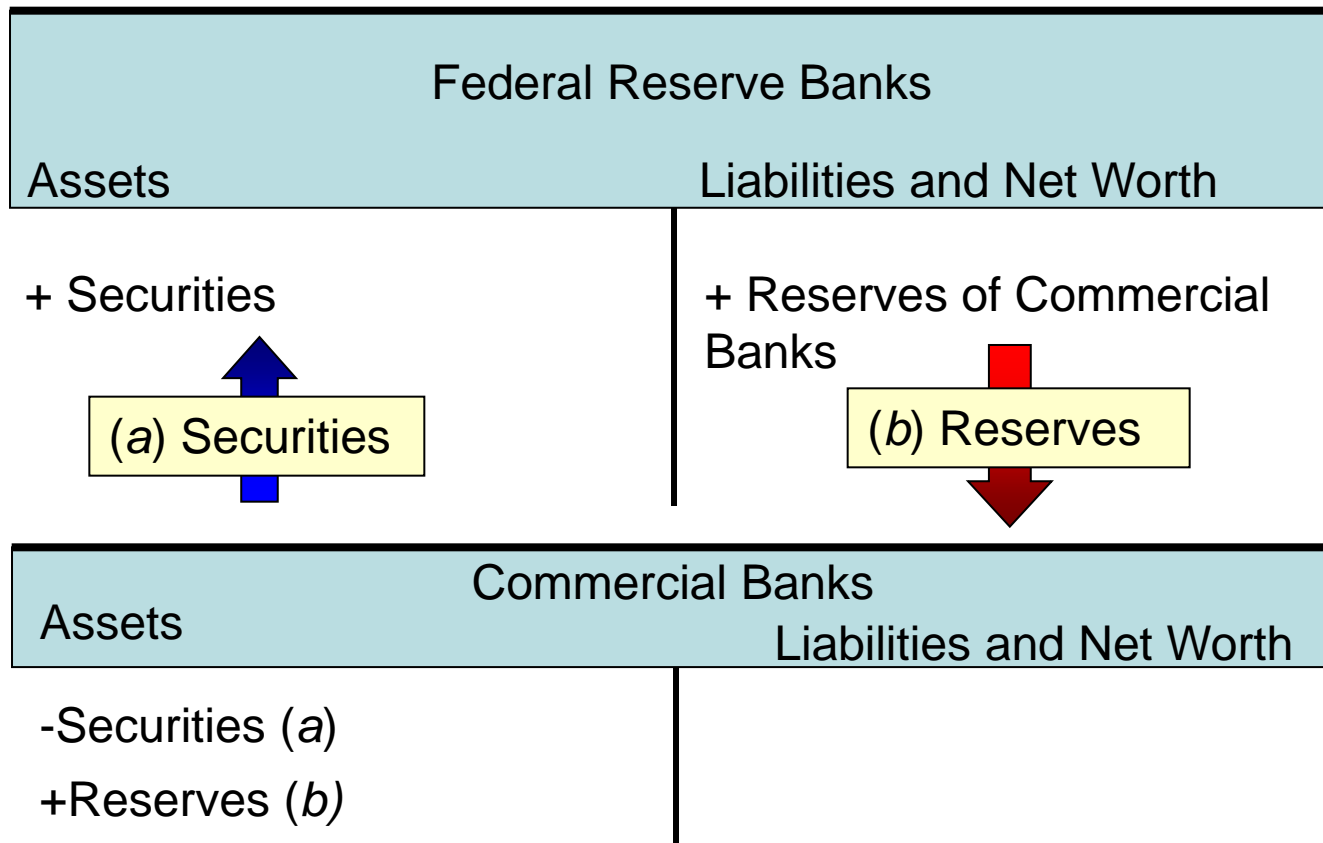 Federal Reserve Banks
Assets
Liabilities and Net Worth
+ Securities
+ Reserves of Commercial
Banks
(a) Securities
(b) Reserves
Commercial Banks
Assets
Liabilities and Net Worth
-Securities (a)
+Reserves (b)